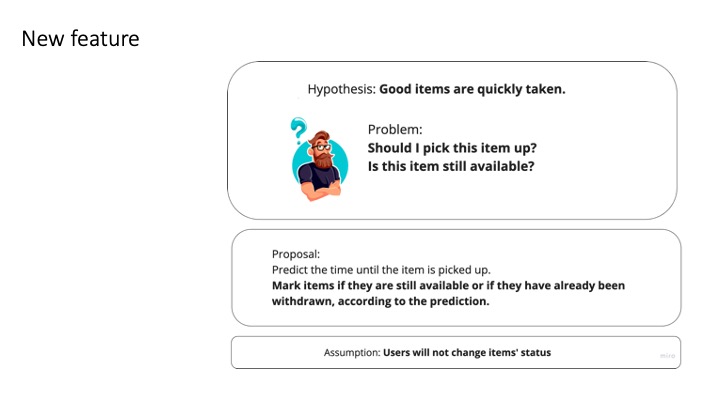 New feature
Hypothesis: Good items are quickly taken.
?
Problem:
Should I pick this item up?
Is this item still available?
Proposal:
Predict the time until the item is picked up.
Mark items if they are still available or if they have already been
withdrawn, according to the prediction.
Assumption: Users will not change items' status
miro